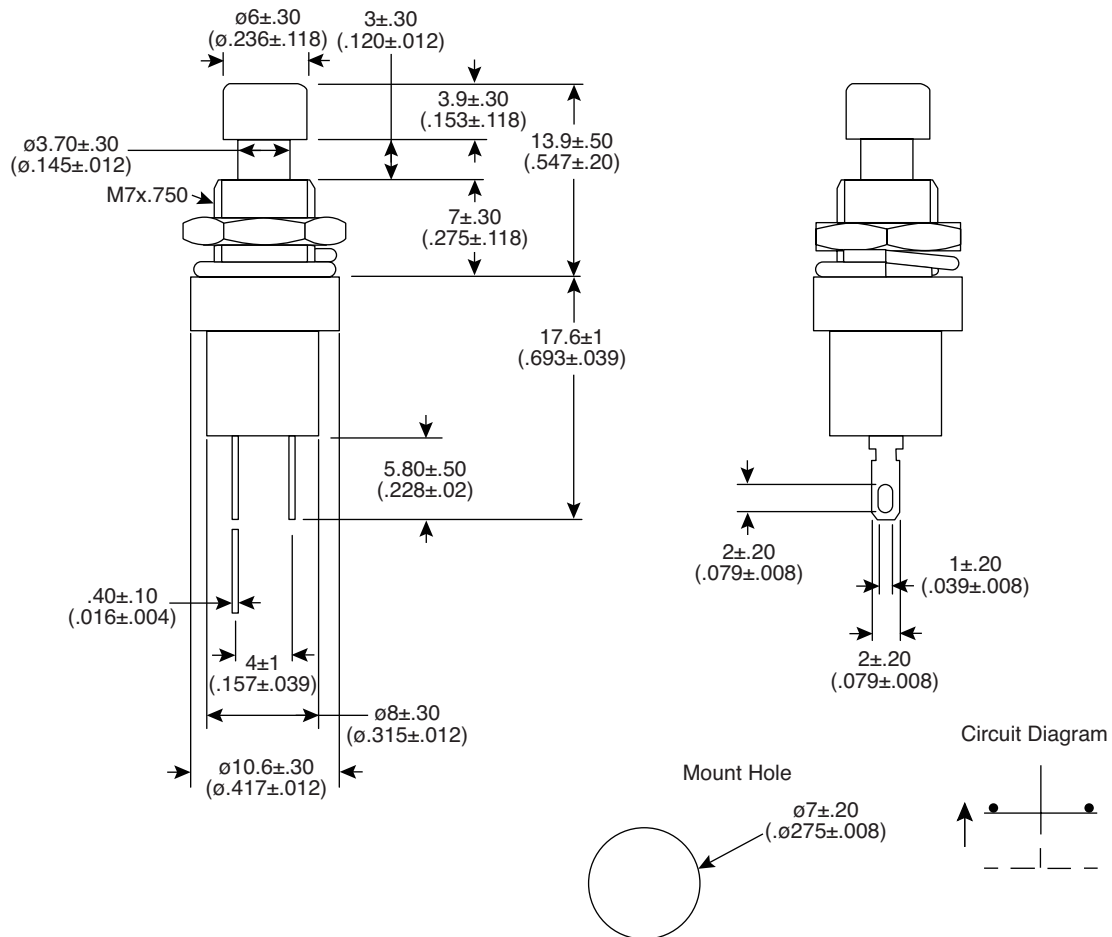 ø6±.30
(ø.236±.118)
3±.30
(.120±.012)
3.9±.30
(.153±.118)
13.9±.50
(.547±.20)
ø3.70±.30
(ø.145±.012)
M7x.750
7±.30
(.275±.118)
17.6±1
(.693±.039)
5.80±.50
(.228±.02)
2±.20
(.079±.008)
1±.20
(.039±.008)
.40±.10
(.016±.004)
4±1
(.157±.039)
2±.20
(.079±.008)
ø8±.30
(ø.315±.012)
ø10.6±.30
(ø.417±.012)
Circuit Diagram
Mount Hole
ø7±.20
(.ø275±.008)